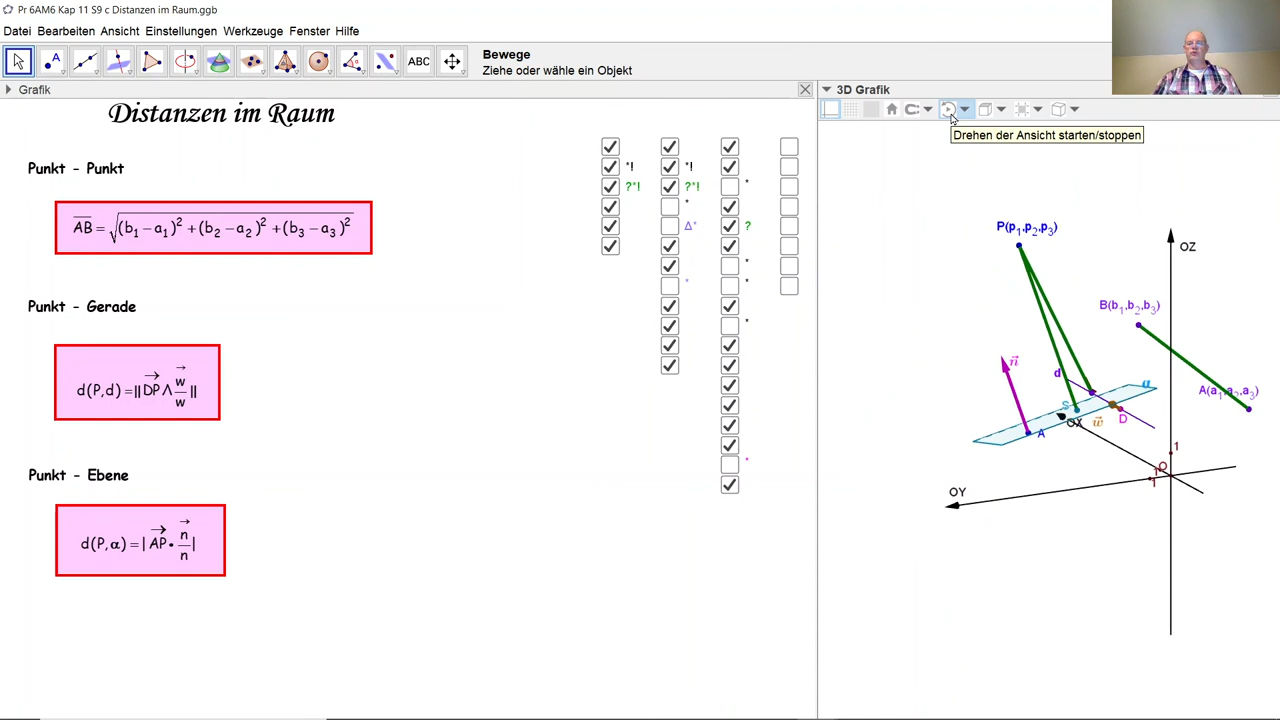 Pr 6AM6 Kap 11 S9 c Distanzen im Raum.ggb
Datei Bearbeiten Ansicht Einstellungen Werkzeuge Fenster Hilfe
A
ABC
Bewege
Ziehe oder wähle ein Objekt
Grafik
3D Grafik
Drehen der Ansicht starten/stoppen
Distanzen im Raum
*! *! *
?*! ?*!
*
Δ* ?
*
* *
*
*
Punkt - Punkt
AB = √(b₁ − a₁)² + (b₂ − a₂)² + (b₃ − a₃)²
Punkt - Gerade
d(P,d) = || DP ∧ w/w ||
Punkt - Ebene
d(P,α) = | AP • n/n |
P(p₁,p₂,p₃)
OZ
B(b₁,b₂,b₃)
n
d
α
A(a₁,a₂,a₃)
S
D
A
OX
w
1
O
1
1
OY